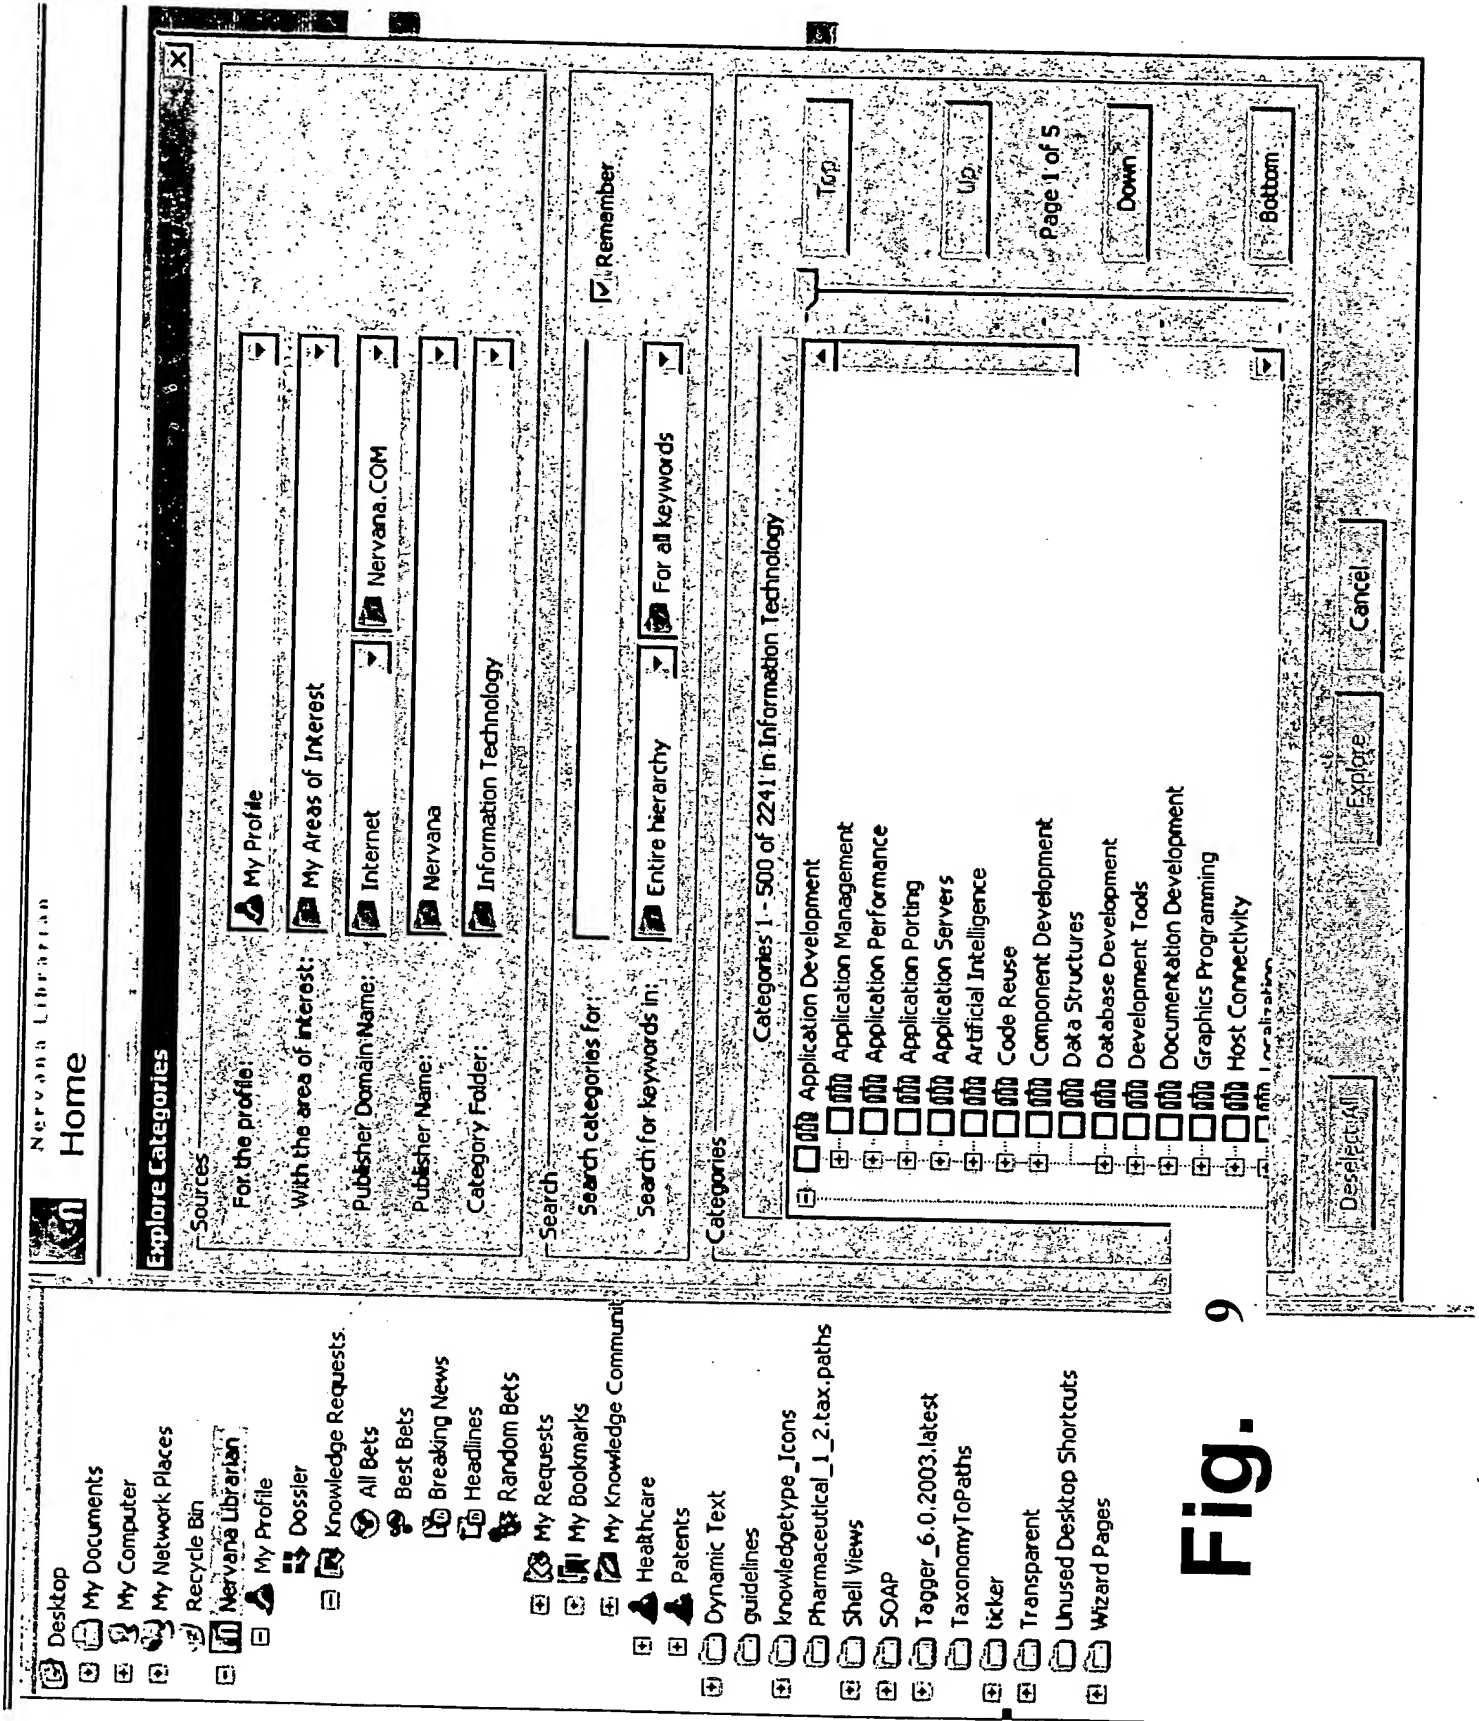 Nervana Librarian
Home
Desktop
My Documents
My Computer
My Network Places
Recycle Bin
Nervana Librarian
My Profile
Dossier
Knowledge Requests
All Bets
Best Bets
Breaking News
Headlines
Random Bets
My Requests
My Bookmarks
My Knowledge Communit
Healthcare
Patents
Dynamic Text
guidelines
knowledgetype_Icons
Pharmaceutical_1_2.tax.paths
Shell Views
SOAP
Tagger_6.0.2003.latest
TaxonomyToPaths
ticker
Transparent
Unused Desktop Shortcuts
Wizard Pages
Explore Categories
Sources
For the profile: My Profile
With the area of interest: My Areas of Interest
Publisher Domain Name: Internet Nervana.COM
Publisher Name: Nervana
Category Folder: Information Technology
Search
Search categories for: Remember
Search for keywords in: Entire hierarchy For all keywords
Categories
Categories 1 - 500 of 2241 in Information Technology
Application Development
Application Management
Application Performance
Application Porting
Application Servers
Artificial Intelligence
Code Reuse
Component Development
Data Structures
Database Development
Development Tools
Documentation Development
Graphics Programming
Host Connectivity
Localization
Top
Up
Page 1 of 5
Down
Bottom
Deselect All Explore Cancel
Fig. 9